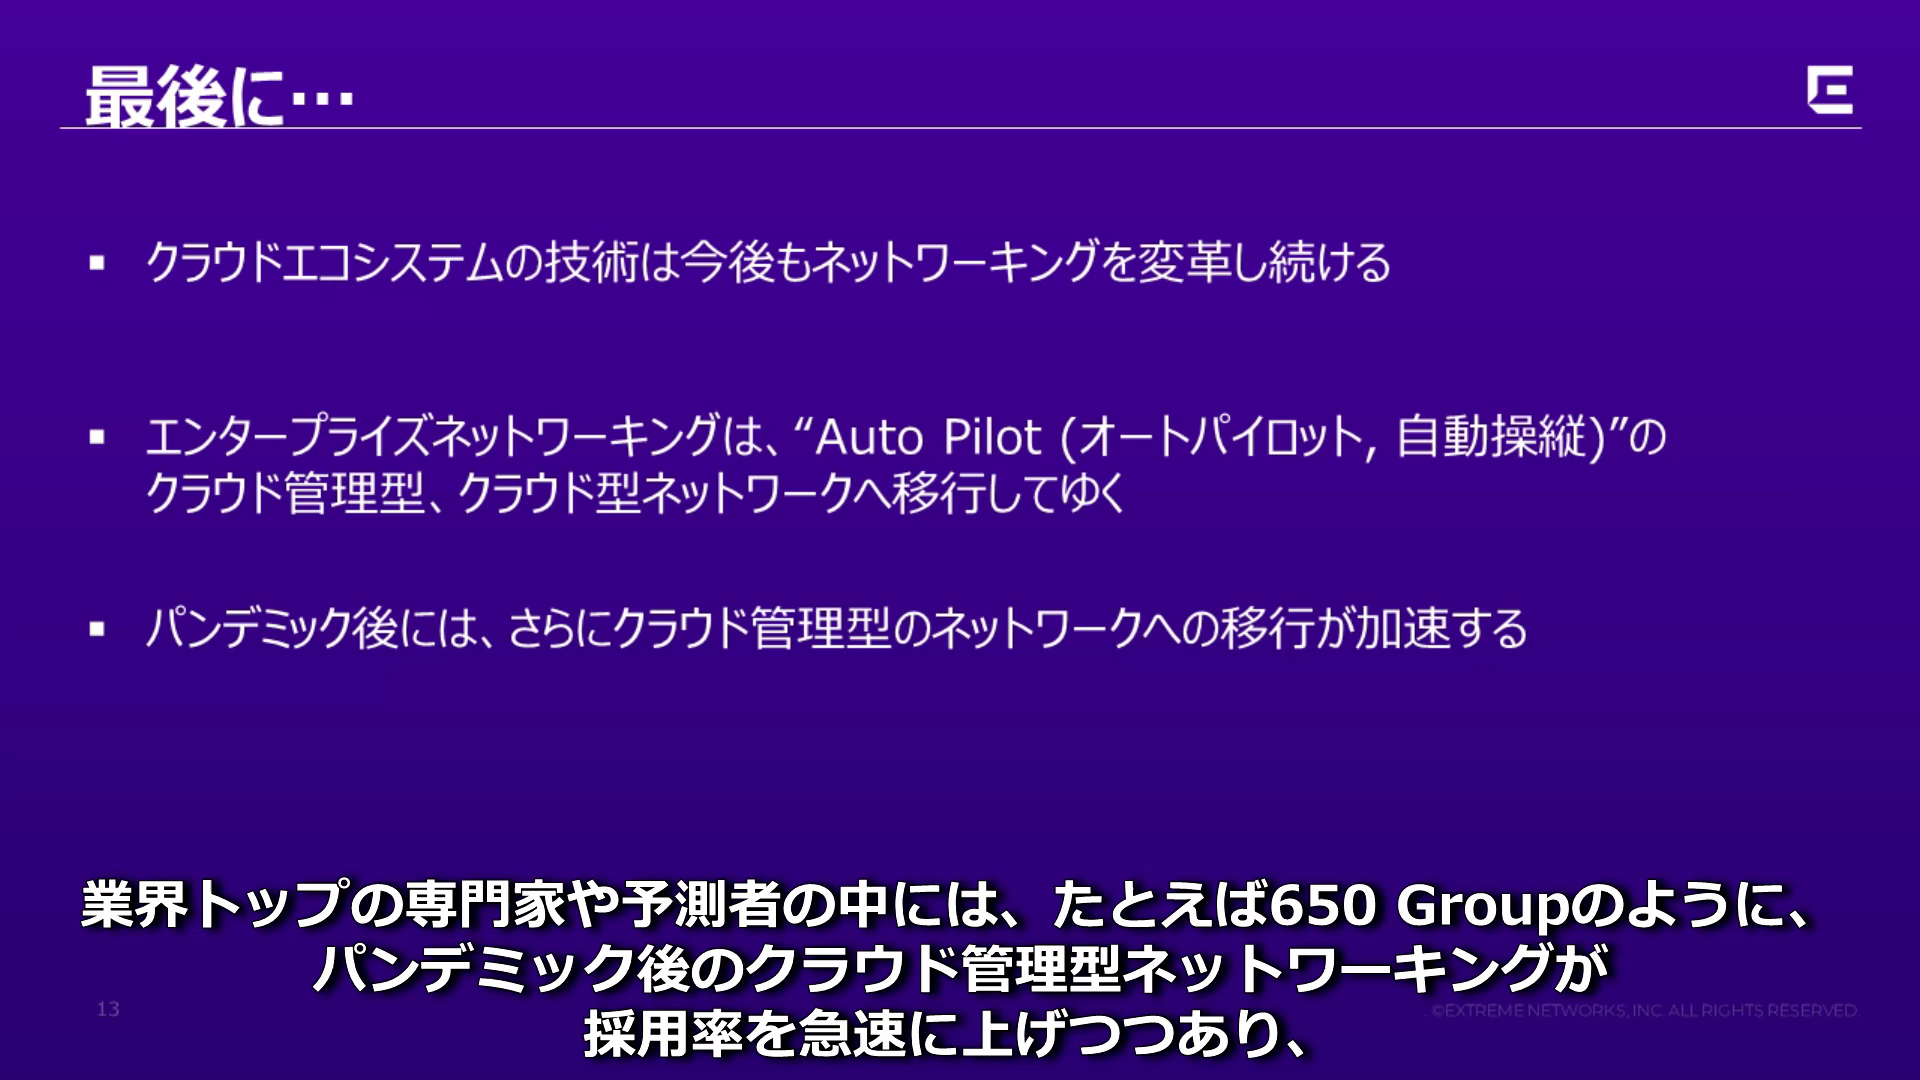 最後に…
▪ クラウドエコシステムの技術は今後もネットワーキングを変革し続ける
▪ エンタープライズネットワーキングは、“Auto Pilot (オートパイロット, 自動操縦)”の
クラウド管理型、クラウド型ネットワークへ移行してゆく
▪ パンデミック後には、さらにクラウド管理型のネットワークへの移行が加速する
業界トップの専門家や予測者の中には、たとえば650 Groupのように、
パンデミック後のクラウド管理型ネットワーキングが
採用率を急速に上げつつあり、
13
©EXTREME NETWORKS, INC. ALL RIGHTS RESERVED.